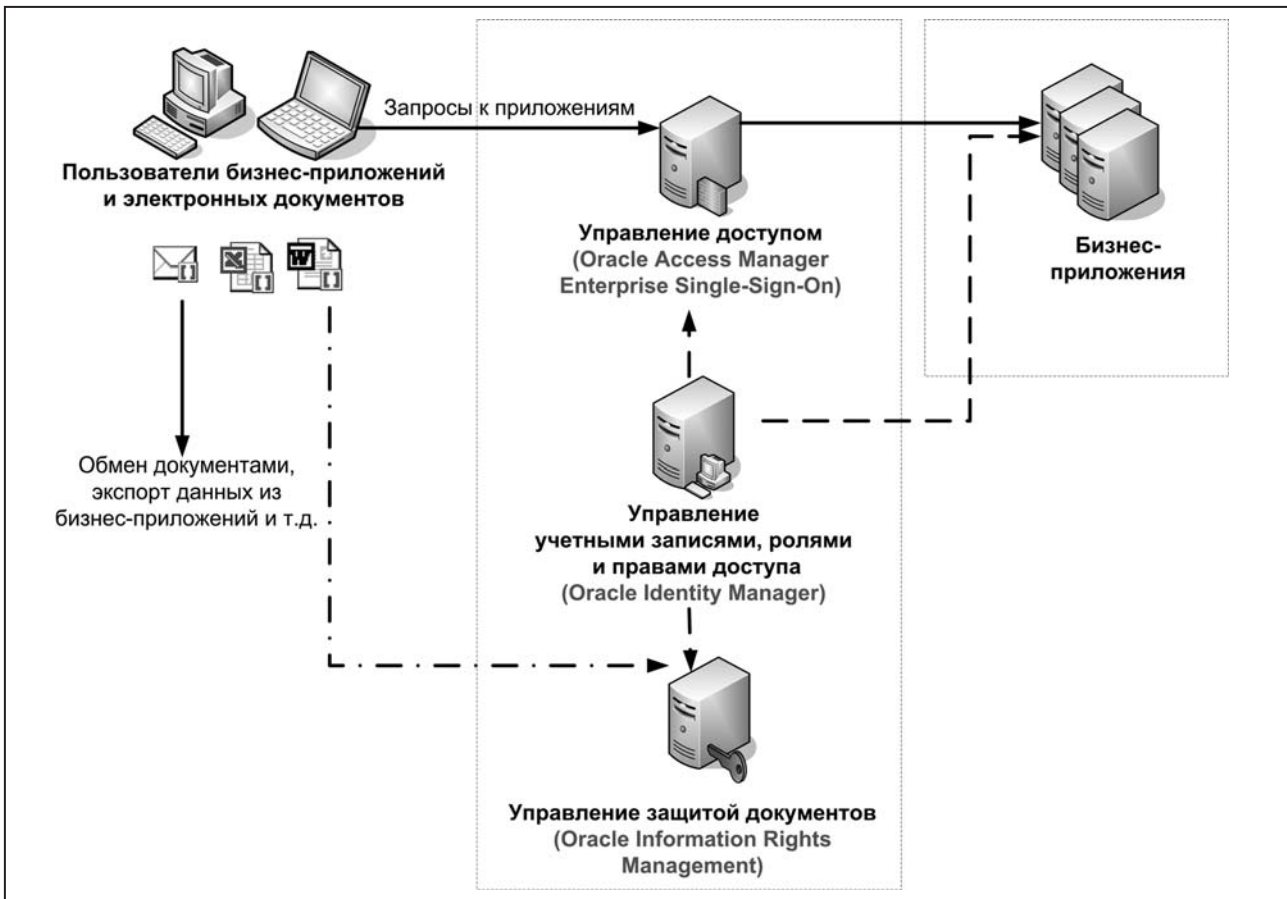 Запросы к приложениям
Пользователи бизнес-приложений
и электронных документов
Управление доступом
(Oracle Access Manager
Enterprise Single-Sign-On)
Бизнес-
приложения
W
Обмен документами,
экспорт данных из
бизнес-приложений и т.д.
Управление
учетными записями, ролями
и правами доступа
(Oracle Identity Manager)
Управление защитой документов
(Oracle Information Rights
Management)